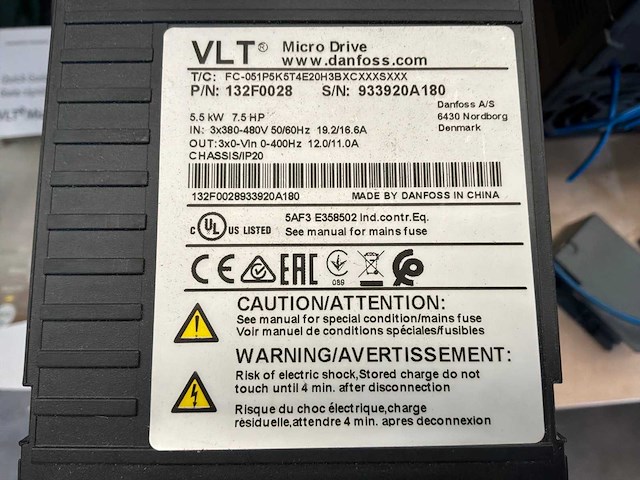 VLT® Micro Drive
www.danfoss.com
T/C: FC-051P5K5T4E20H3BXCXXXSXXX
P/N: 132F0028 S/N: 933920A180
Danfoss A/S
6430 Nordborg
Denmark
5.5 kW 7.5 HP
IN: 3x380-480V 50/60Hz 19.2/16.6A
OUT:3x0-Vin 0-400Hz 12.0/11.0A
CHASSIS/IP20
132F0028933920A180 MADE BY DANFOSS IN CHINA
c UL US LISTED
5AF3 E358502 ind.contr.Eq.
See manual for mains fuse
CE EAC 089
CAUTION/ATTENTION:
See manual for special condition/mains fuse
Voir manuel de conditions spéciales/fusibles
WARNING/AVERTISSEMENT:
Risk of electric shock,Stored charge do not
touch until 4 min. after disconnection
Risque du choc électrique,charge
résiduelle,attendre 4 min. apres deconnexion